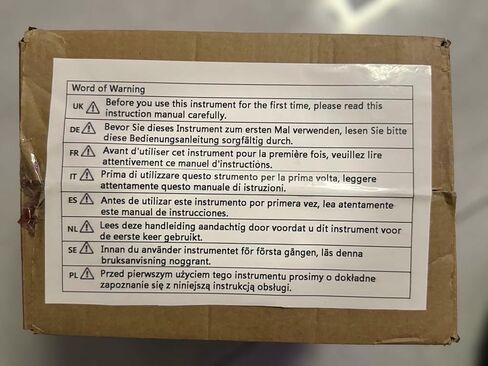 Word of Warning
UK Before you use this instrument for the first time, please read this
instruction manual carefully.
DE Bevor Sie dieses Instrument zum ersten Mal verwenden, lesen Sie bitte
diese Bedienungsanleitung sorgfältig durch.
FR Avant d'utiliser cet instrument pour la première fois, veuillez lire
attentivement ce manuel d'instructions.
IT Prima di utilizzare questo strumento per la prima volta, leggere
attentamente questo manuale di istruzioni.
ES Antes de utilizar este instrumento por primera vez, lea atentamente
este manual de instrucciones.
NL Lees deze handleiding aandachtig door voordat u dit instrument voor
de eerste keer gebruikt.
SE Innan du använder instrumentet för första gången, läs denna
bruksanvisning noggrant.
PL Przed pierwszym użyciem tego instrumentu prosimy o dokładne
zapoznanie się z niniejszą instrukcją obsługi.